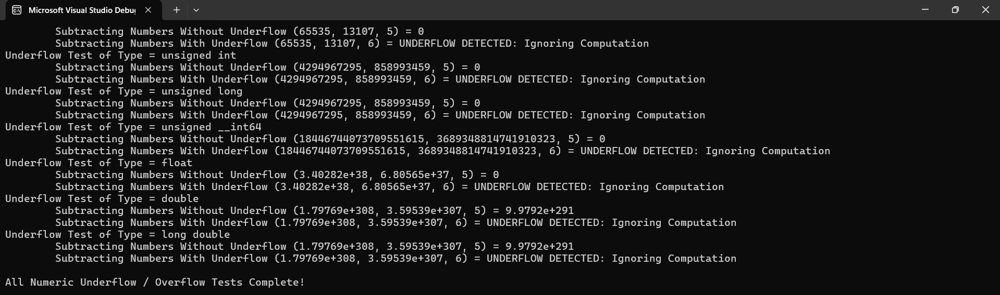 Microsoft Visual Studio Debug
Subtracting Numbers Without Underflow (65535, 13107, 5) = 0
Subtracting Numbers With Underflow (65535, 13107, 6) = UNDERFLOW DETECTED: Ignoring Computation
Underflow Test of Type = unsigned int
Subtracting Numbers Without Underflow (4294967295, 858993459, 5) = 0
Subtracting Numbers With Underflow (4294967295, 858993459, 6) = UNDERFLOW DETECTED: Ignoring Computation
Underflow Test of Type = unsigned long
Subtracting Numbers Without Underflow (4294967295, 858993459, 5) = 0
Subtracting Numbers With Underflow (4294967295, 858993459, 6) = UNDERFLOW DETECTED: Ignoring Computation
Underflow Test of Type = unsigned __int64
Subtracting Numbers Without Underflow (18446744073709551615, 3689348814741910323, 5) = 0
Subtracting Numbers With Underflow (18446744073709551615, 3689348814741910323, 6) = UNDERFLOW DETECTED: Ignoring Computation
Underflow Test of Type = float
Subtracting Numbers Without Underflow (3.40282e+38, 6.80565e+37, 5) = 0
Subtracting Numbers With Underflow (3.40282e+38, 6.80565e+37, 6) = UNDERFLOW DETECTED: Ignoring Computation
Underflow Test of Type = double
Subtracting Numbers Without Underflow (1.79769e+308, 3.59539e+307, 5) = 9.9792e+291
Subtracting Numbers With Underflow (1.79769e+308, 3.59539e+307, 6) = UNDERFLOW DETECTED: Ignoring Computation
Underflow Test of Type = long double
Subtracting Numbers Without Underflow (1.79769e+308, 3.59539e+307, 5) = 9.9792e+291
Subtracting Numbers With Underflow (1.79769e+308, 3.59539e+307, 6) = UNDERFLOW DETECTED: Ignoring Computation
All Numeric Underflow / Overflow Tests Complete!